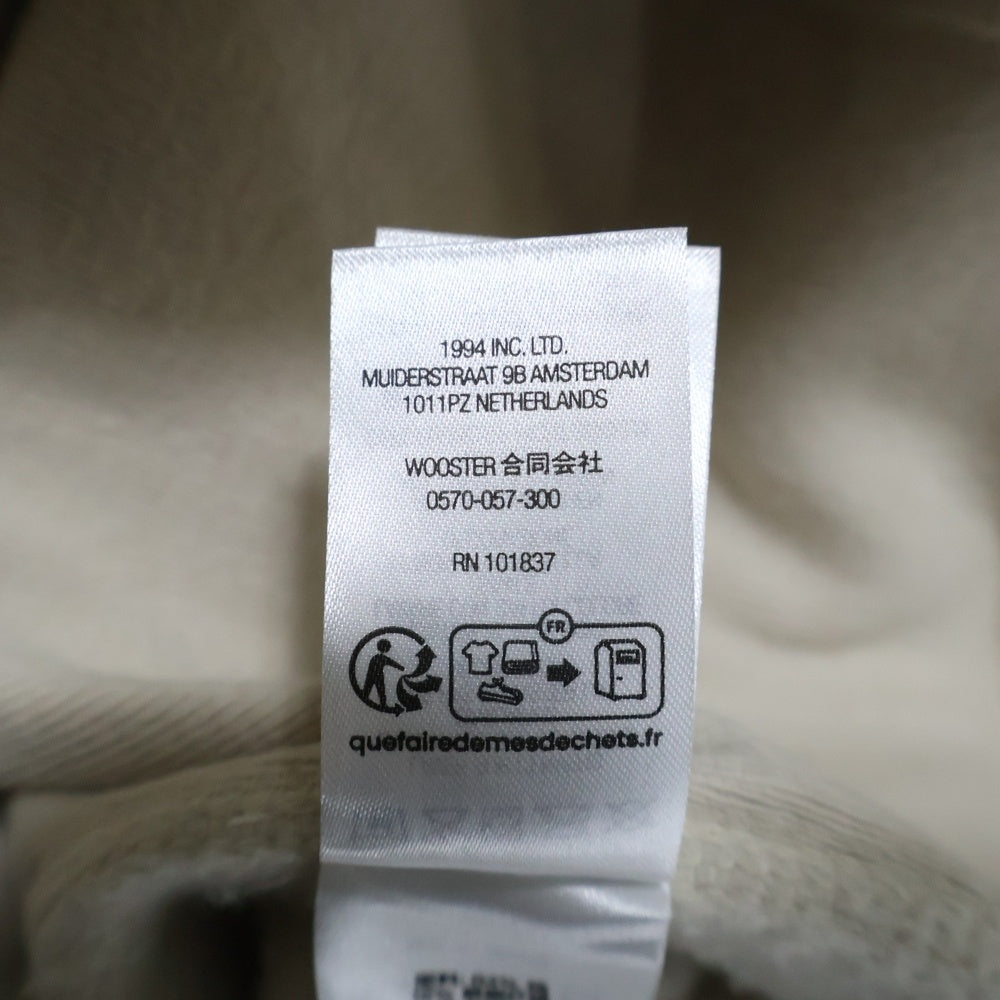 1994 INC. LTD.
MUIDERSTRAAT 9B AMSTERDAM
1011PZ NETHERLANDS
WOOSTER 合同会社
0570-057-300
RN 101837
FR
quefairedemesdechets.fr